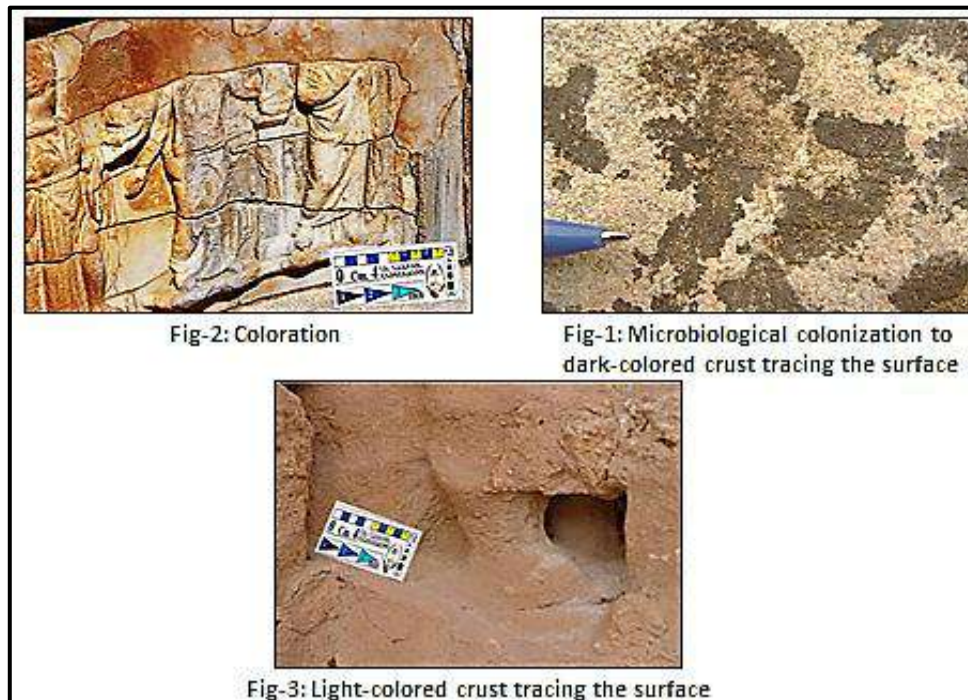 Fig-2: Coloration
Fig-1: Microbiological colonization to
dark-colored crust tracing the surface
Fig-3: Light-colored crust tracing the surface